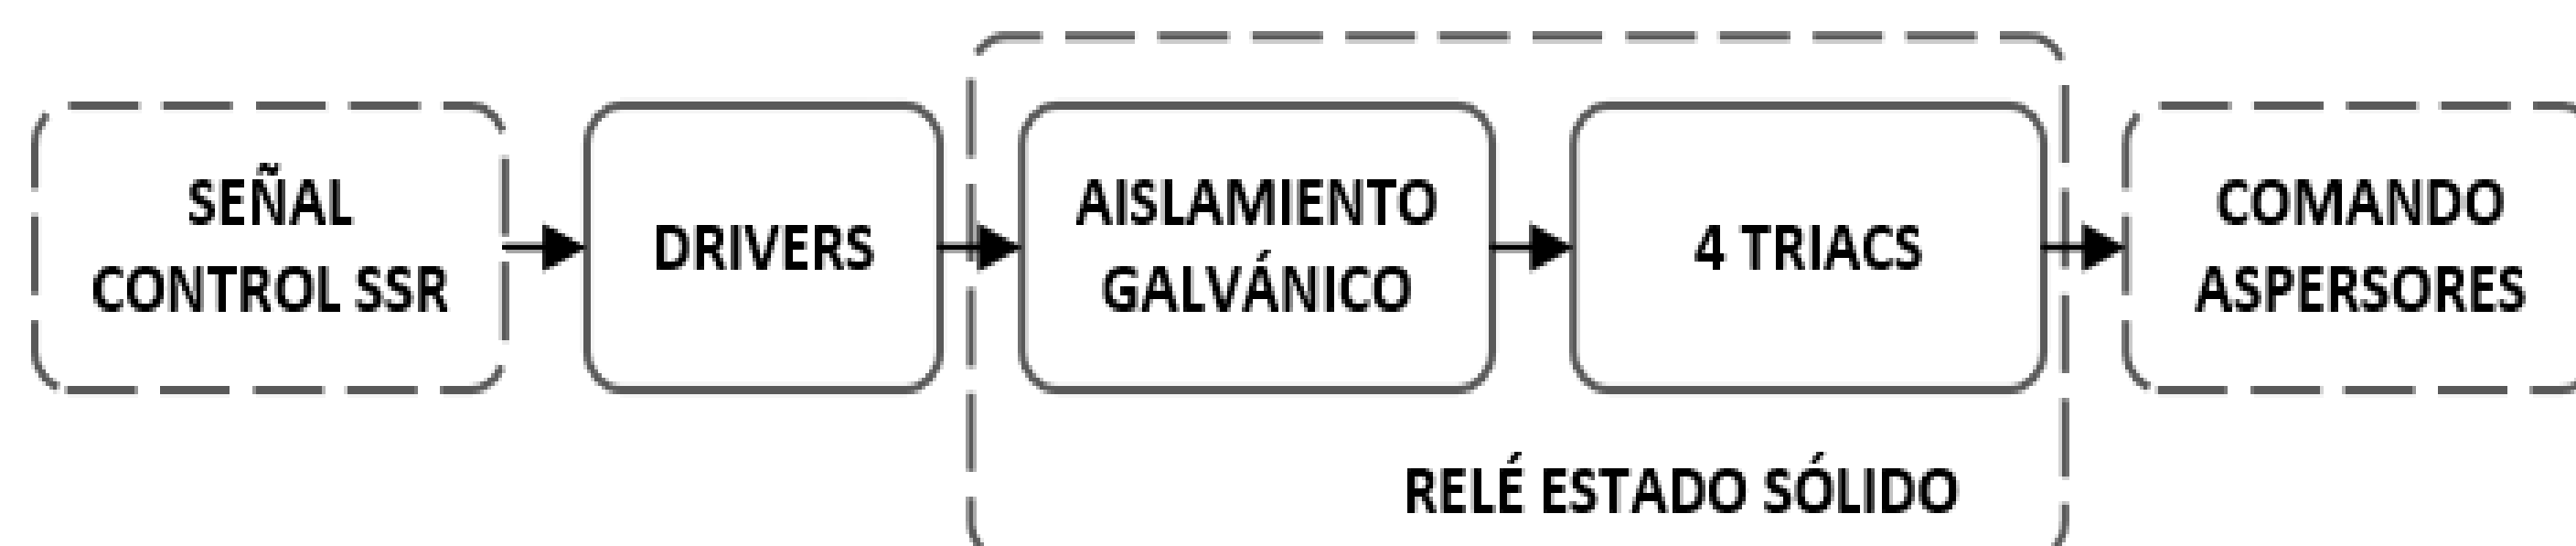 SEÑAL
CONTROL SSR
DRIVERS
AISLAMIENTO
GALVÁNICO
4 TRIACS
COMANDO
ASPERSORES
RELÉ ESTADO SÓLIDO